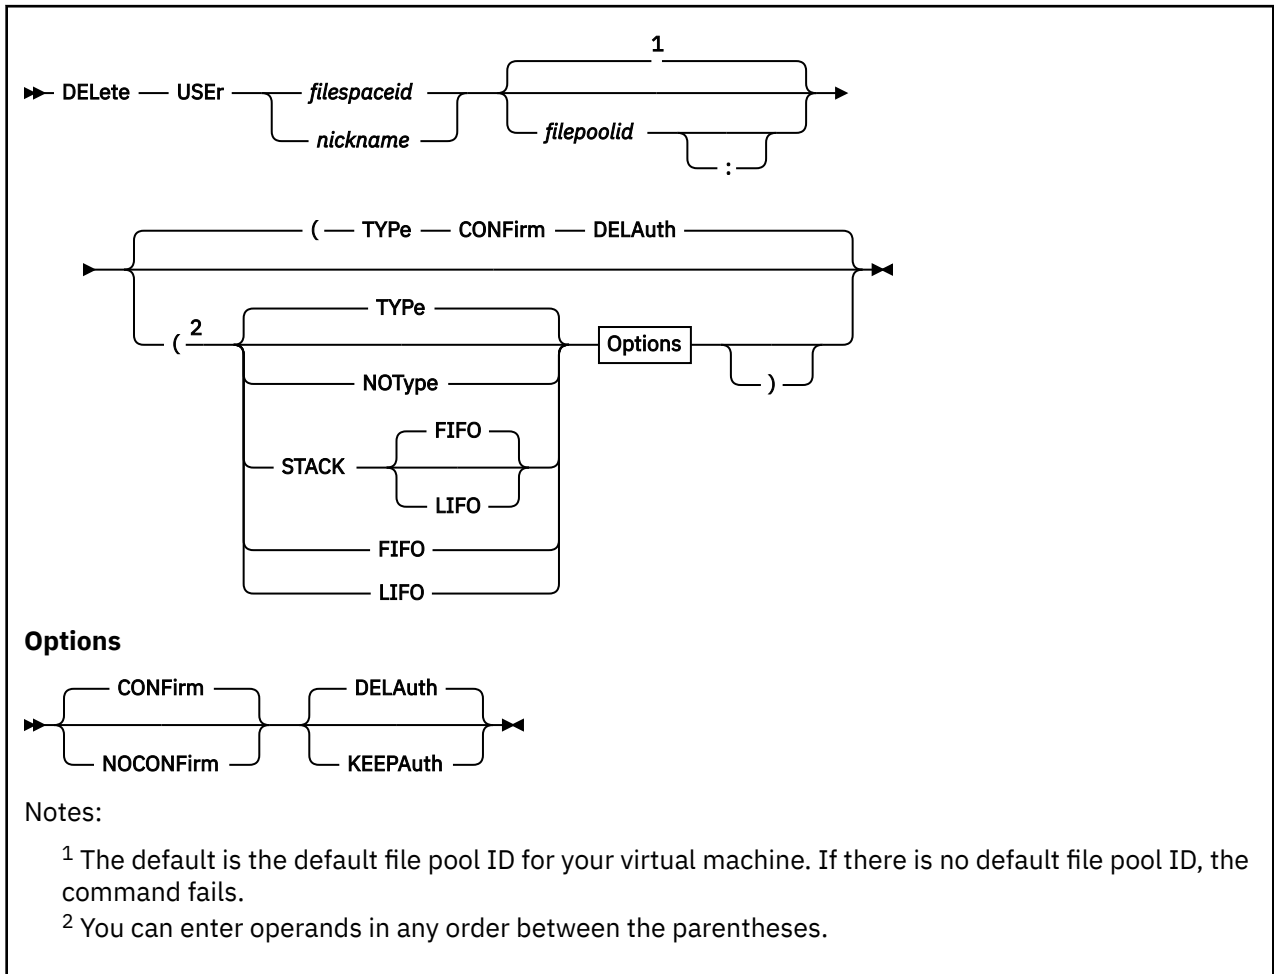 1
DELete USEr filespaceid
nickname filepoolid
:
( TYPe CONFirm DELAuth
( 2 TYPe Options
NOType )
STACK FIFO
LIFO
FIFO
LIFO
Options
CONFirm DELAuth
NOCONFirm KEEPAuth
Notes:
1 The default is the default file pool ID for your virtual machine. If there is no default file pool ID, the
command fails.
2 You can enter operands in any order between the parentheses.